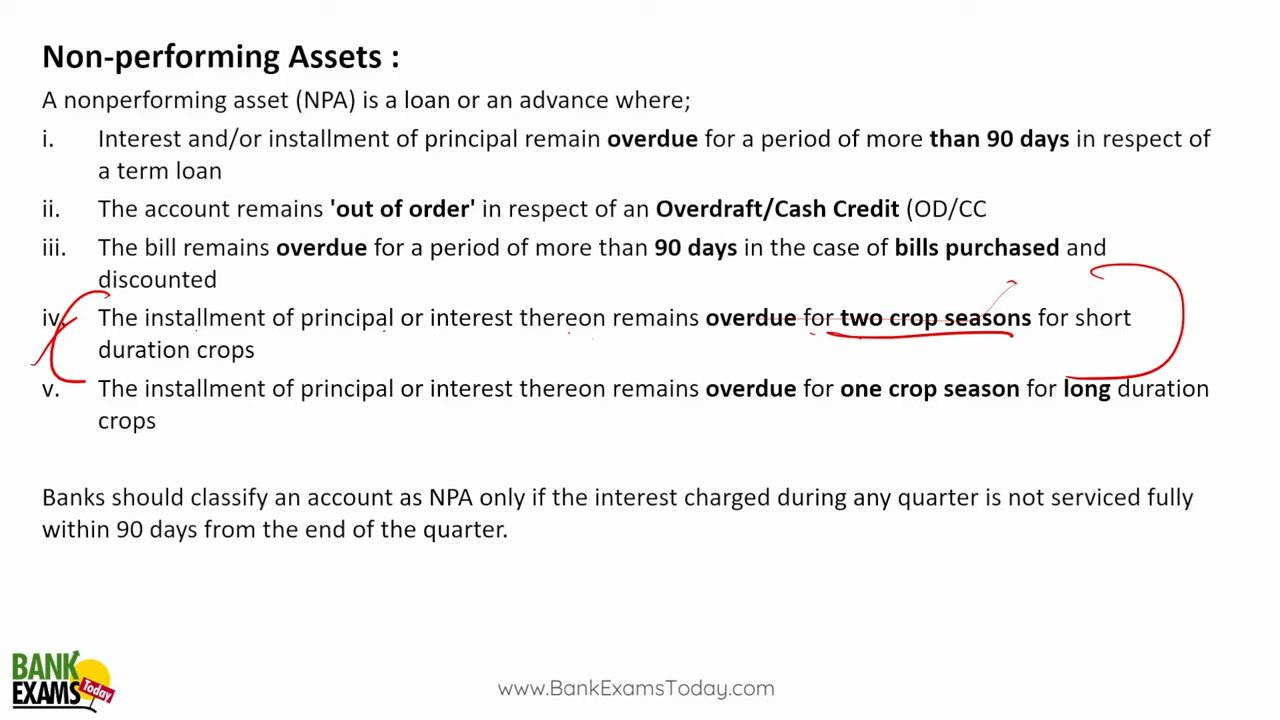 Non-performing Assets :
A nonperforming asset (NPA) is a loan or an advance where;
i. Interest and/or installment of principal remain overdue for a period of more than 90 days in respect of
a term loan
ii. The account remains 'out of order' in respect of an Overdraft/Cash Credit (OD/CC
iii. The bill remains overdue for a period of more than 90 days in the case of bills purchased and
discounted
iv. The installment of principal or interest thereon remains overdue for two crop seasons for short
duration crops
v. The installment of principal or interest thereon remains overdue for one crop season for long duration
crops
Banks should classify an account as NPA only if the interest charged during any quarter is not serviced fully
within 90 days from the end of the quarter.
BANK
EXAMS Today
www.BankExamsToday.com